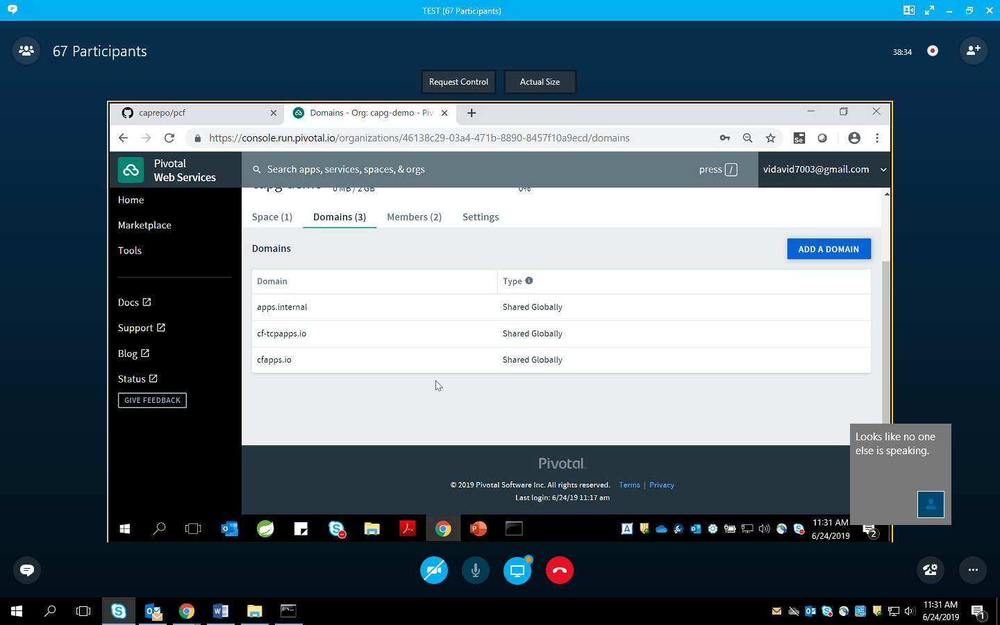 TEST (67 Participants)
67 Participants
38:34
Request Control
Actual Size
caprepo/pcf
Domains - Org: capg-demo - Piv
https://console.run.pivotal.io/organizations/46138c29-03a4-471b-8890-8457f10a9ecd/domains
Se
Pivotal
Web Services
Search apps, services, spaces, & orgs
press /
vidavid7003@gmail.com
capg-demo
0 MB / 2 GB
0%
Home
Marketplace
Tools
Docs
Support
Blog
Status
GIVE FEEDBACK
Space (1)
Domains (3)
Members (2)
Settings
Domains
ADD A DOMAIN
Domain
Type
apps.internal
Shared Globally
cf-tcpapps.io
Shared Globally
cfapps.io
Shared Globally
Looks like no one
else is speaking.
Pivotal.
© 2019 Pivotal Software Inc. All rights reserved.
Terms | Privacy
Last login: 6/24/19 11:17 am
11:31 AM
6/24/2019
2
11:31 AM
6/24/2019
1